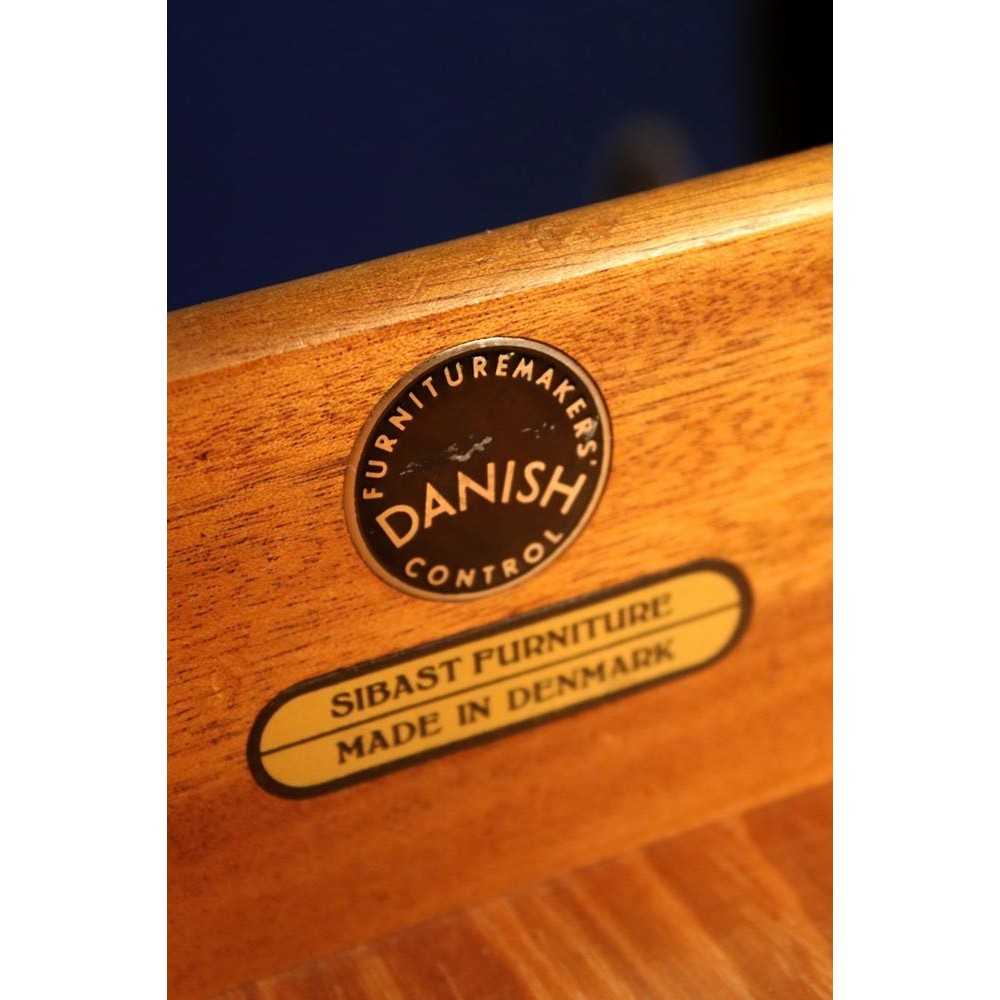 FURNITUREMAKERS'
DANISH
CONTROL
SIBAST FURNITURE
MADE IN DENMARK